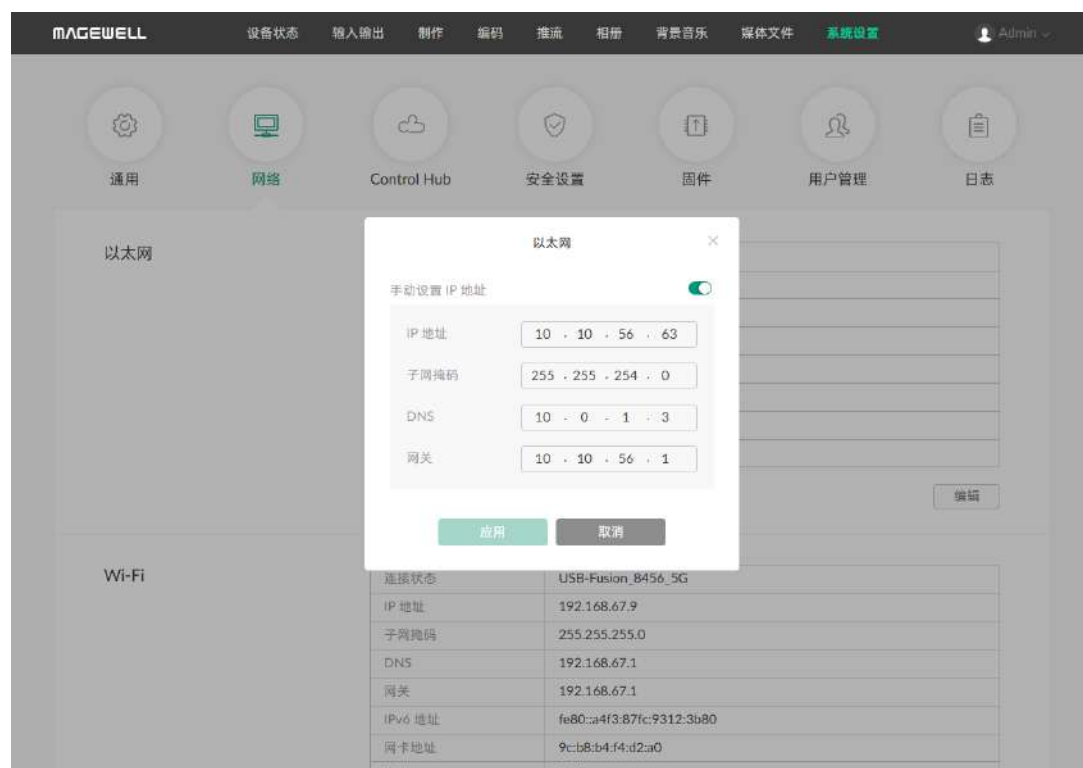 MAGEWELL 设备状态 输入输出 制作 编码 推流 相册 背景音乐 媒体文件 系统设置 Admin
通用 网络 Control Hub 安全设置 固件 用户管理 日志
以太网
以太网
手动设置 IP 地址
IP 地址 10 . 10 . 56 . 63
子网掩码 255 . 255 . 254 . 0
DNS 10 . 0 . 1 . 3
网关 10 . 10 . 56 . 1
编辑
应用 取消
Wi-Fi
连接状态 USB-Fusion_8456_5G
IP 地址 192.168.67.9
子网掩码 255.255.255.0
DNS 192.168.67.1
网关 192.168.67.1
IPv6 地址 fe80::a4f3:87fc:9312:3b80
网卡地址 9c:b8:b4:f4:d2:a0